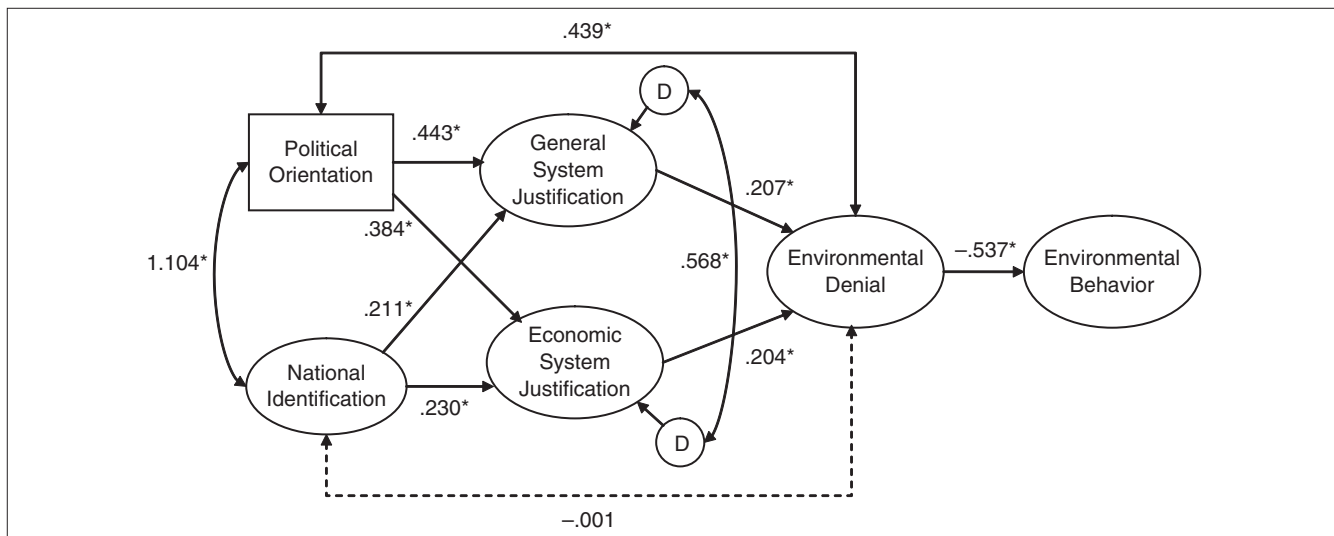 .439*
D
Political
Orientation
.443*
General
System
Justification
.207*
.384*
1.104*
.568*
Environmental
Denial
–.537*
Environmental
Behavior
.211*
Economic
System
Justification
.204*
National
Identification
.230*
D
–.001